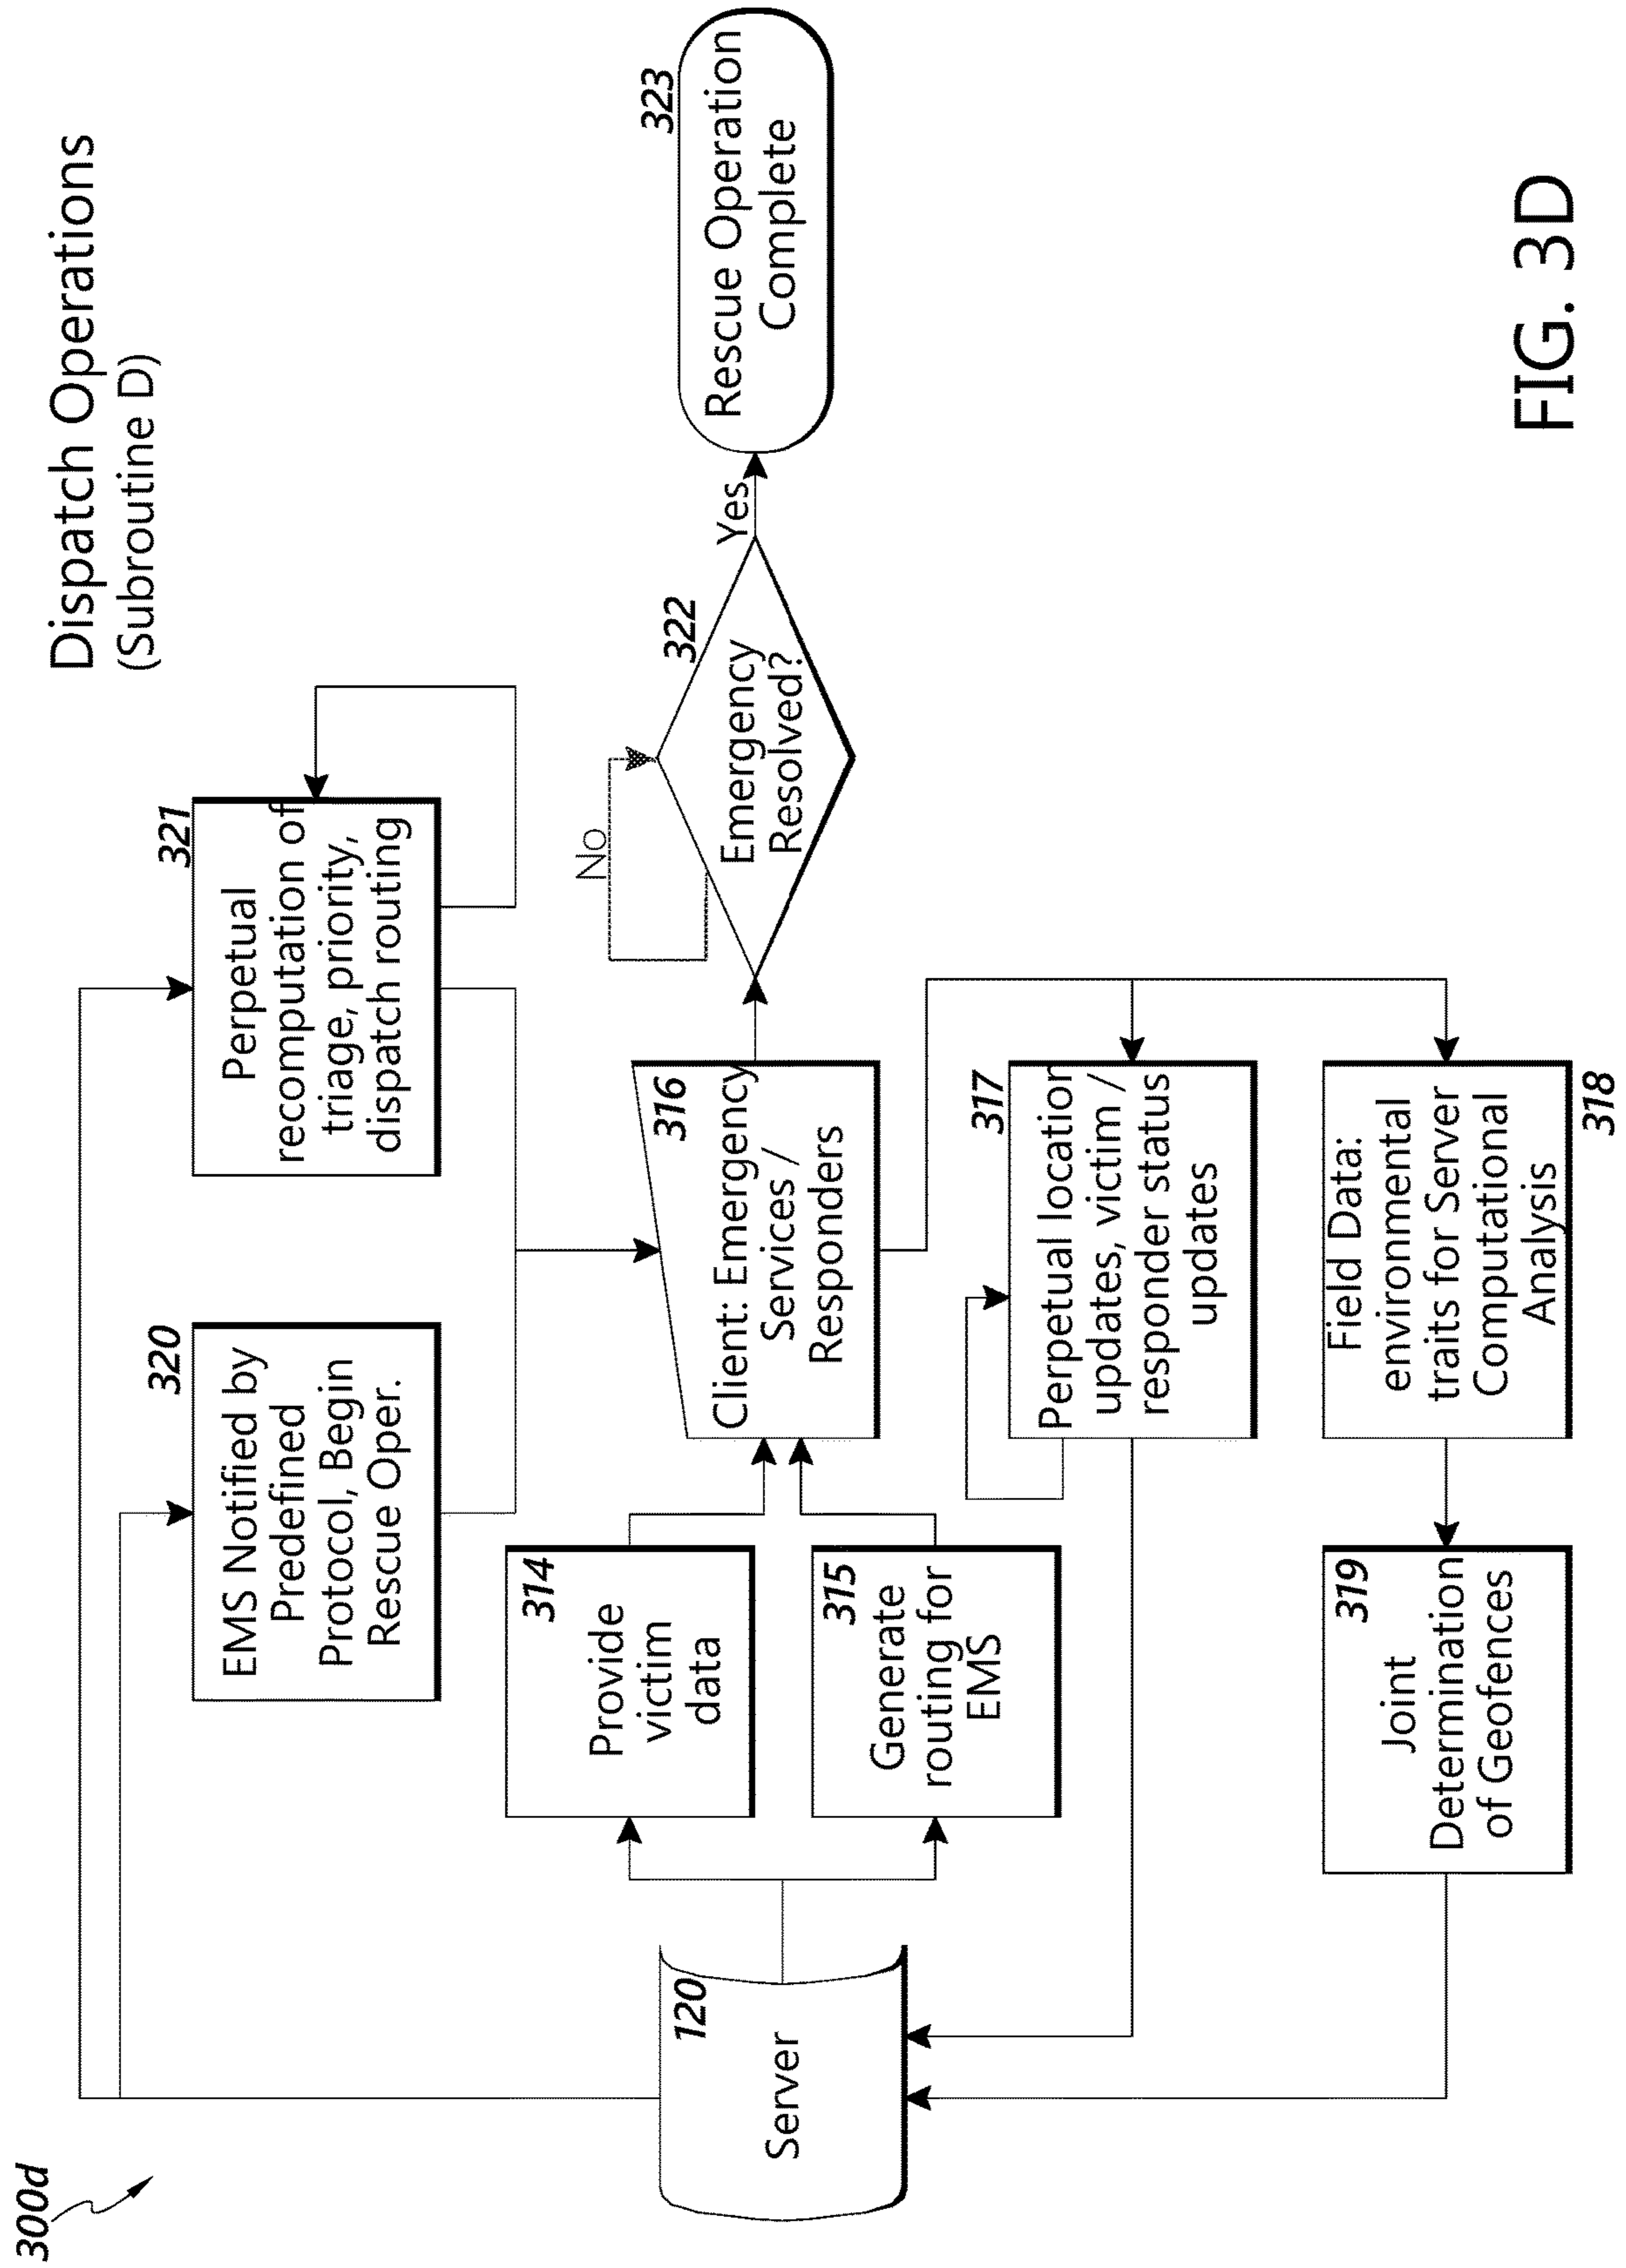 300d
Dispatch Operations
(Subroutine D)
320
EMS Notified by
Predefined
Protocol, Begin
Rescue Oper.
321
Perpetual
recomputation of
triage, priority,
dispatch routing
120
Server
314
Provide
victim
data
315
Generate
routing for
EMS
316
Client: Emergency
Services /
Responders
No
322
Emergency
Resolved?
Yes
323
Rescue Operation
Complete
317
Perpetual location
updates, victim /
responder status
updates
319
Joint
Determination
of Geofences
318
Field Data:
environmental
traits for Server
Computational
Analysis
FIG. 3D